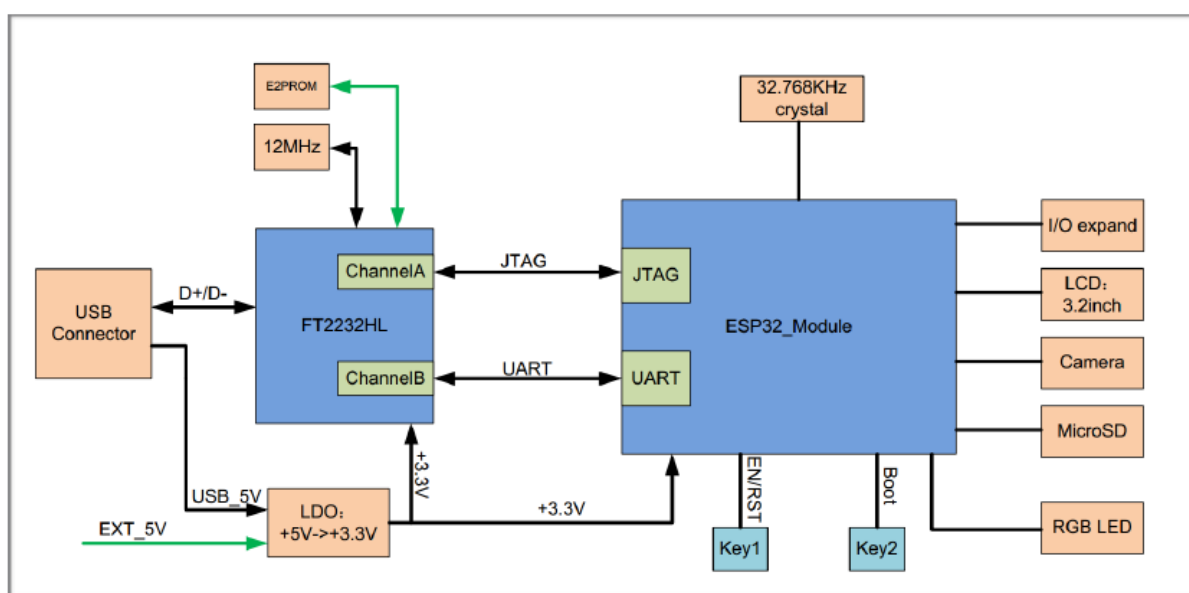 E2PROM
12MHz
32.768KHz
crystal
I/O expand
ChannelA
JTAG
JTAG
LCD：
3.2inch
USB
Connector
D+/D-
FT2232HL
ESP32_Module
Camera
ChannelB
UART
UART
MicroSD
+3.3V
EN/RST
Boot
USB_5V
LDO：
+5V->+3.3V
+3.3V
EXT_5V
Key1
Key2
RGB LED